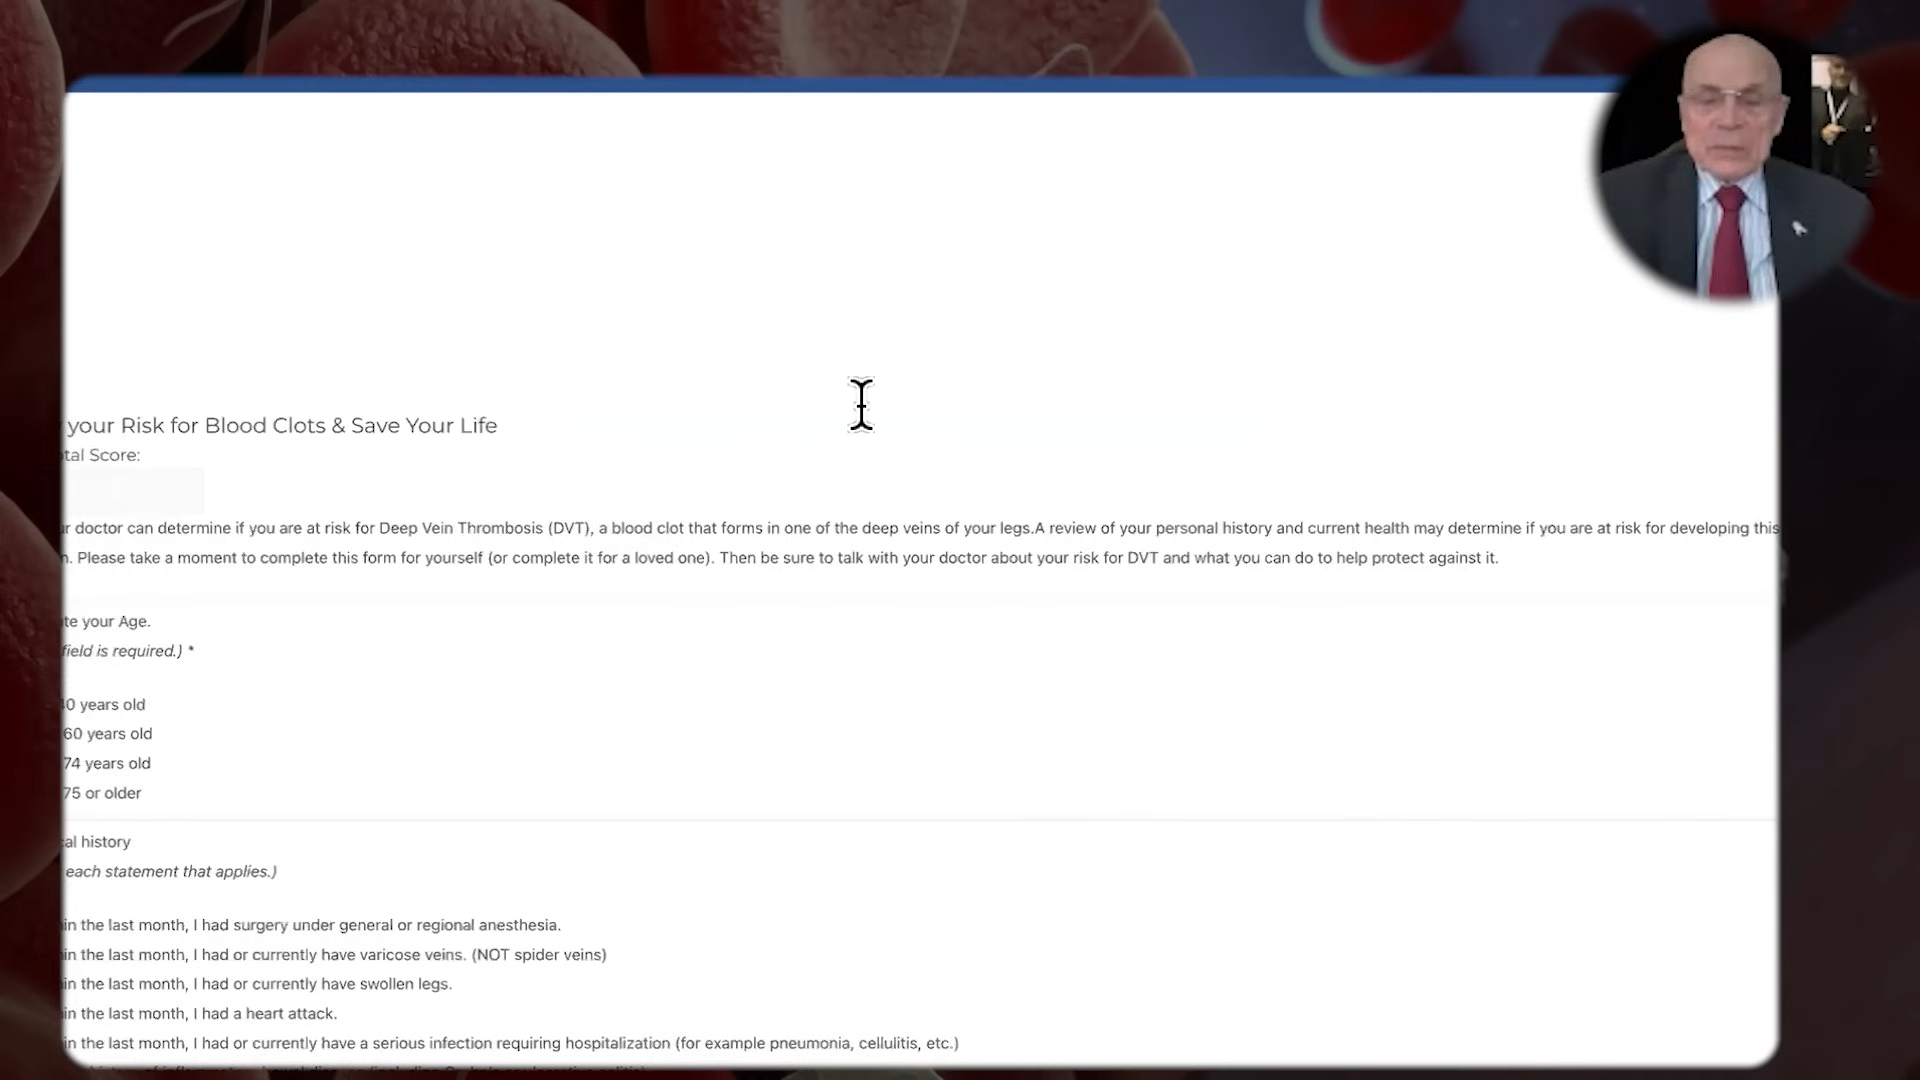 your Risk for Blood Clots & Save Your Life
tal Score:
r doctor can determine if you are at risk for Deep Vein Thrombosis (DVT), a blood clot that forms in one of the deep veins of your legs.A review of your personal history and current health may determine if you are at risk for developing this
n. Please take a moment to complete this form for yourself (or complete it for a loved one). Then be sure to talk with your doctor about your risk for DVT and what you can do to help protect against it.
te your Age.
field is required.) *
40 years old
60 years old
74 years old
75 or older
cal history
each statement that applies.)
in the last month, I had surgery under general or regional anesthesia.
in the last month, I had or currently have varicose veins. (NOT spider veins)
in the last month, I had or currently have swollen legs.
in the last month, I had a heart attack.
in the last month, I had or currently have a serious infection requiring hospitalization (for example pneumonia, cellulitis, etc.)